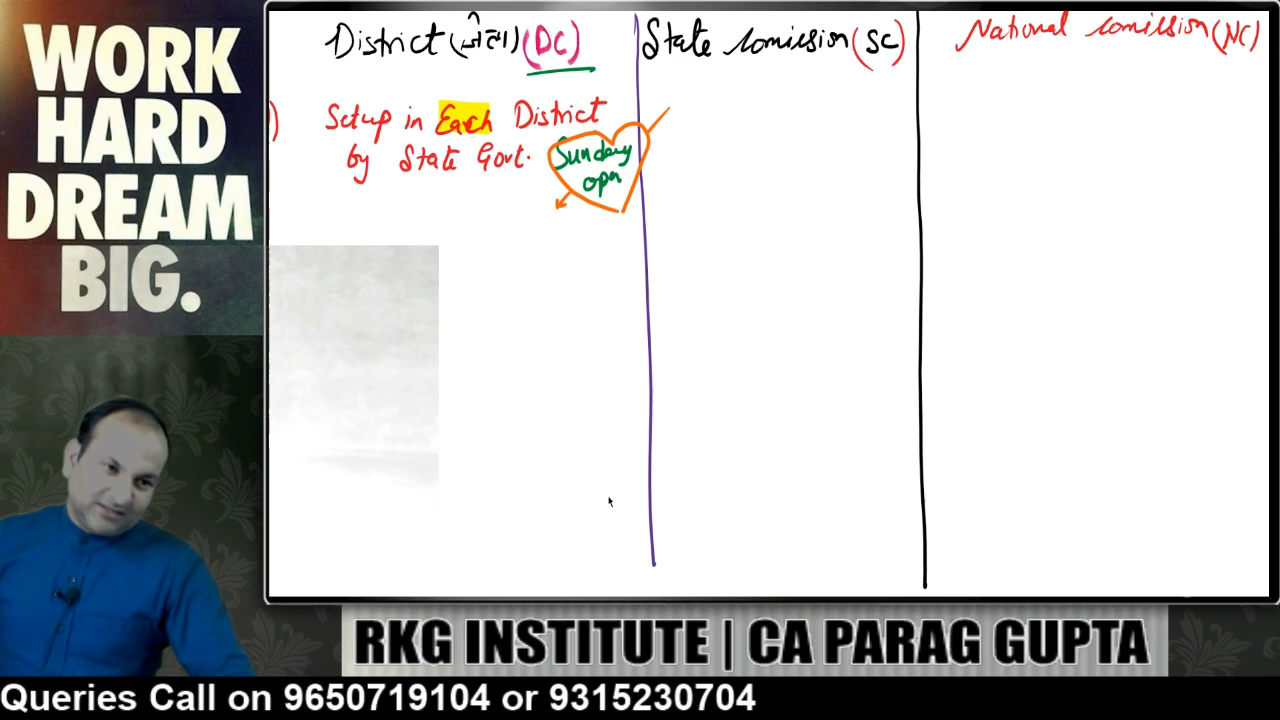 WORK
HARD
DREAM
BIG.
District (जिला) (DC)
State Comission (SC)
National Comission (NC)
) Setup in Each District
by State Govt.
Sunday
open
RKG INSTITUTE | CA PARAG GUPTA
Queries Call on 9650719104 or 9315230704